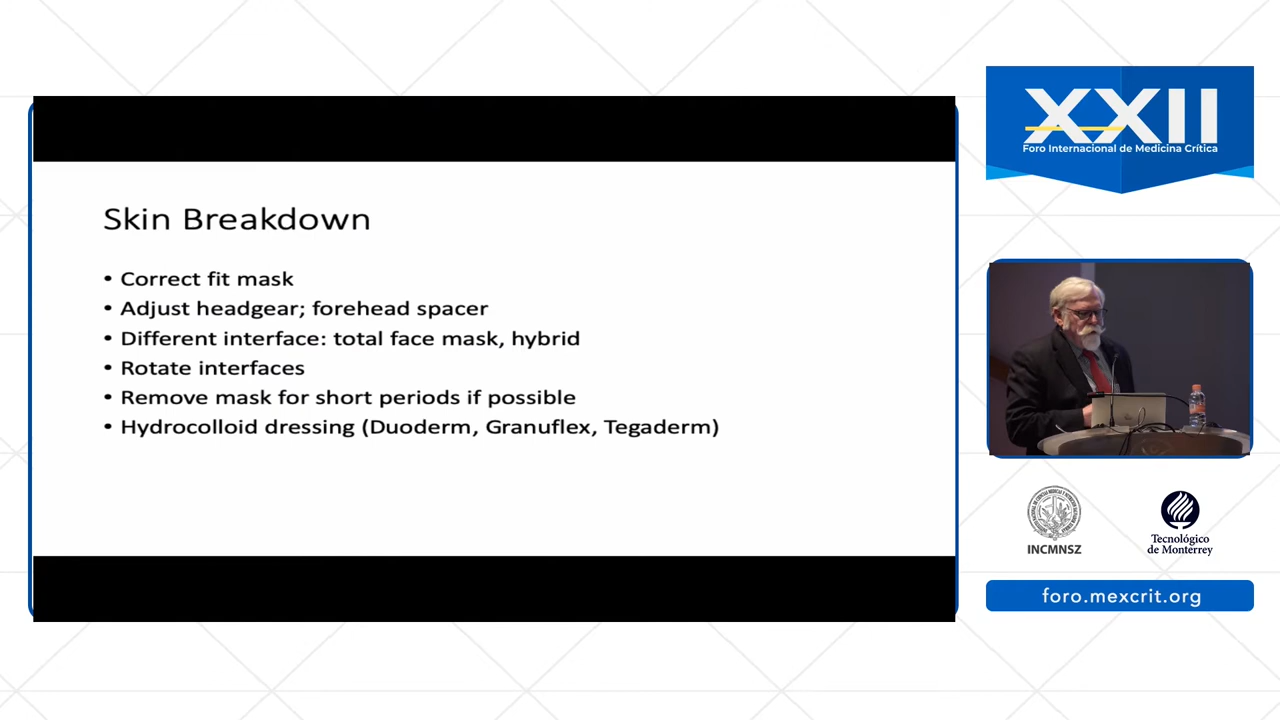 Skin Breakdown
• Correct fit mask
• Adjust headgear; forehead spacer
• Different interface: total face mask, hybrid
• Rotate interfaces
• Remove mask for short periods if possible
• Hydrocolloid dressing (Duoderm, Granuflex, Tegaderm)
XXII
Foro Internacional de Medicina Crítica
INCMNSZ
Tecnológico
de Monterrey
foro.mexcrit.org